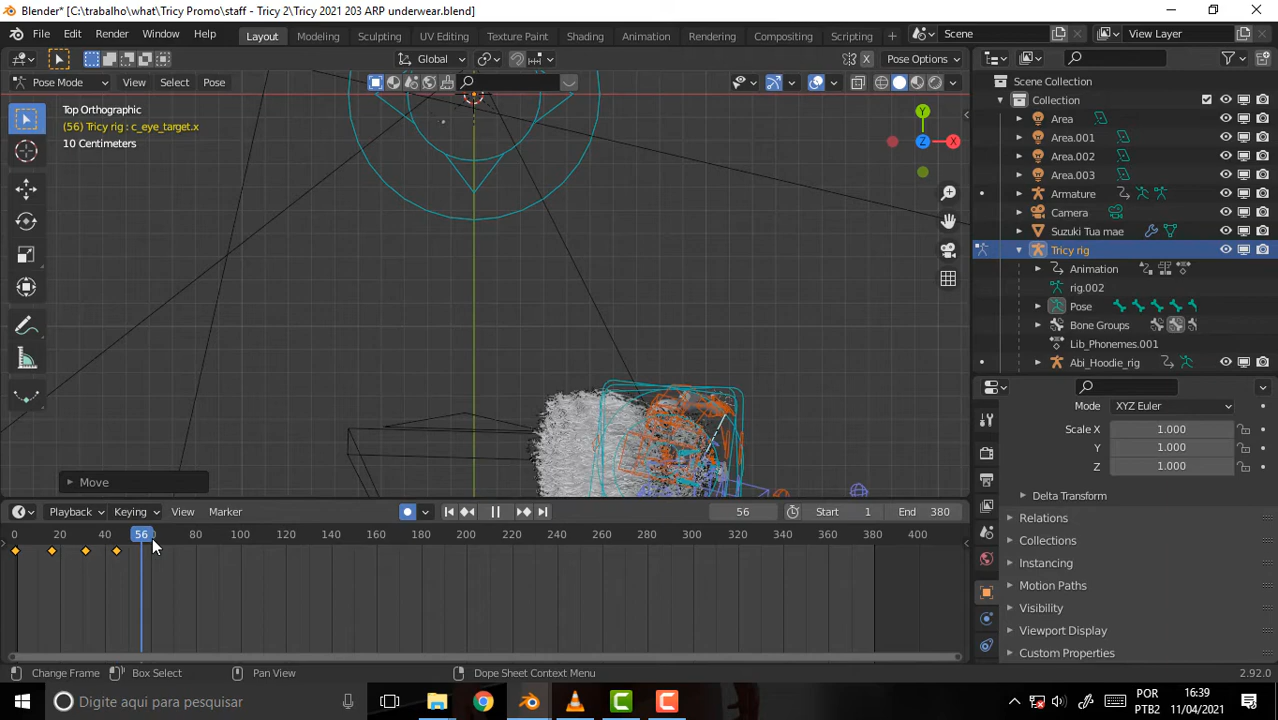 Blender* [C:\trabalho\what\Tricy Promo\staff - Tricy 2\Tricy 2021 203 ARP underwear.blend]
File Edit Render Window Help Layout Modeling Sculpting UV Editing Texture Paint Shading Animation Rendering Compositing Scripting + Scene View Layer
Global X Pose Options
Pose Mode View Select Pose
Top Orthographic
(56) Tricy rig : c_eye_target.x
10 Centimeters
Y
Z X
Move
Scene Collection
Collection
Area
Area.001
Area.002
Area.003
Armature
Camera
Suzuki Tua mae
Tricy rig
Animation
rig.002
Pose
Bone Groups
Lib_Phonemes.001
Abi_Hoodie_rig
Mode XYZ Euler
Scale X 1.000
Y 1.000
Z 1.000
Delta Transform
Relations
Collections
Instancing
Motion Paths
Visibility
Viewport Display
Custom Properties
Playback Keying View Marker 56 Start 1 End 380
0 20 40 56 80 100 120 140 160 180 200 220 240 260 280 300 320 340 360 380 400
Change Frame Box Select Pan View Dope Sheet Context Menu 2.92.0
Digite aqui para pesquisar
POR
PTB2
16:39
11/04/2021